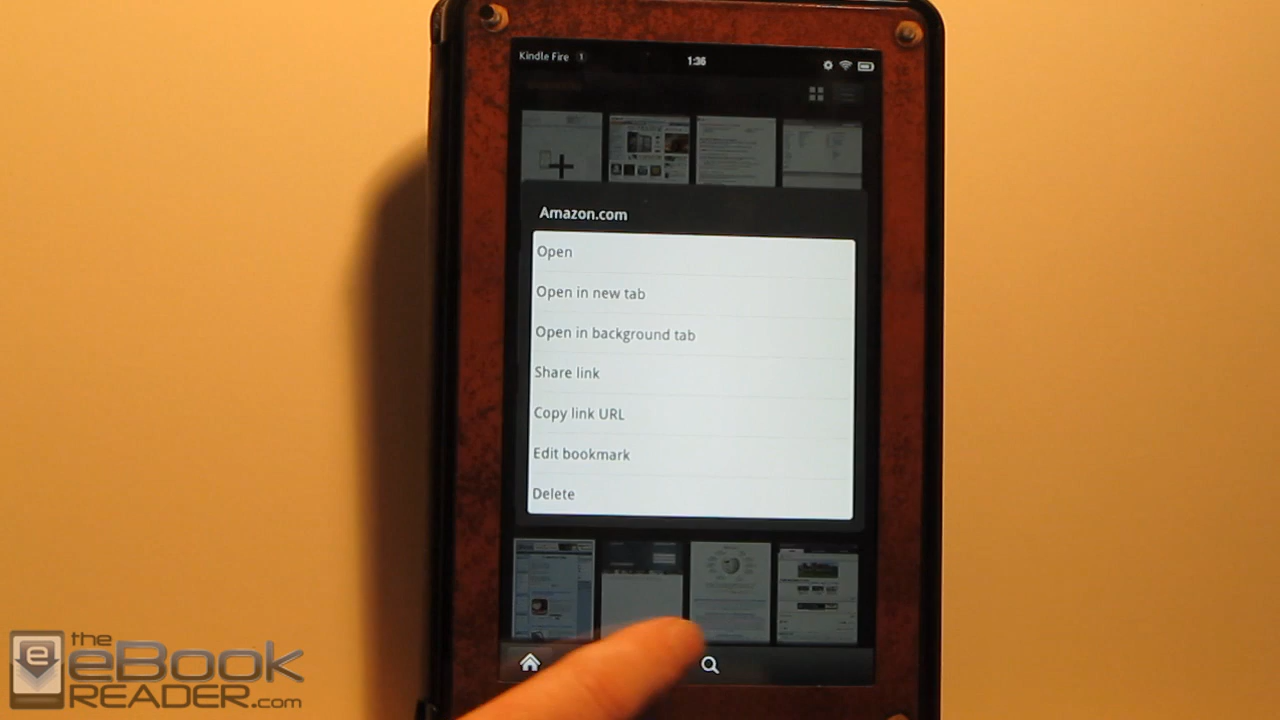 Kindle Fire 1
1:36
Amazon.com
Open
Open in new tab
Open in background tab
Share link
Copy link URL
Edit bookmark
Delete
the
eBook
READER.com